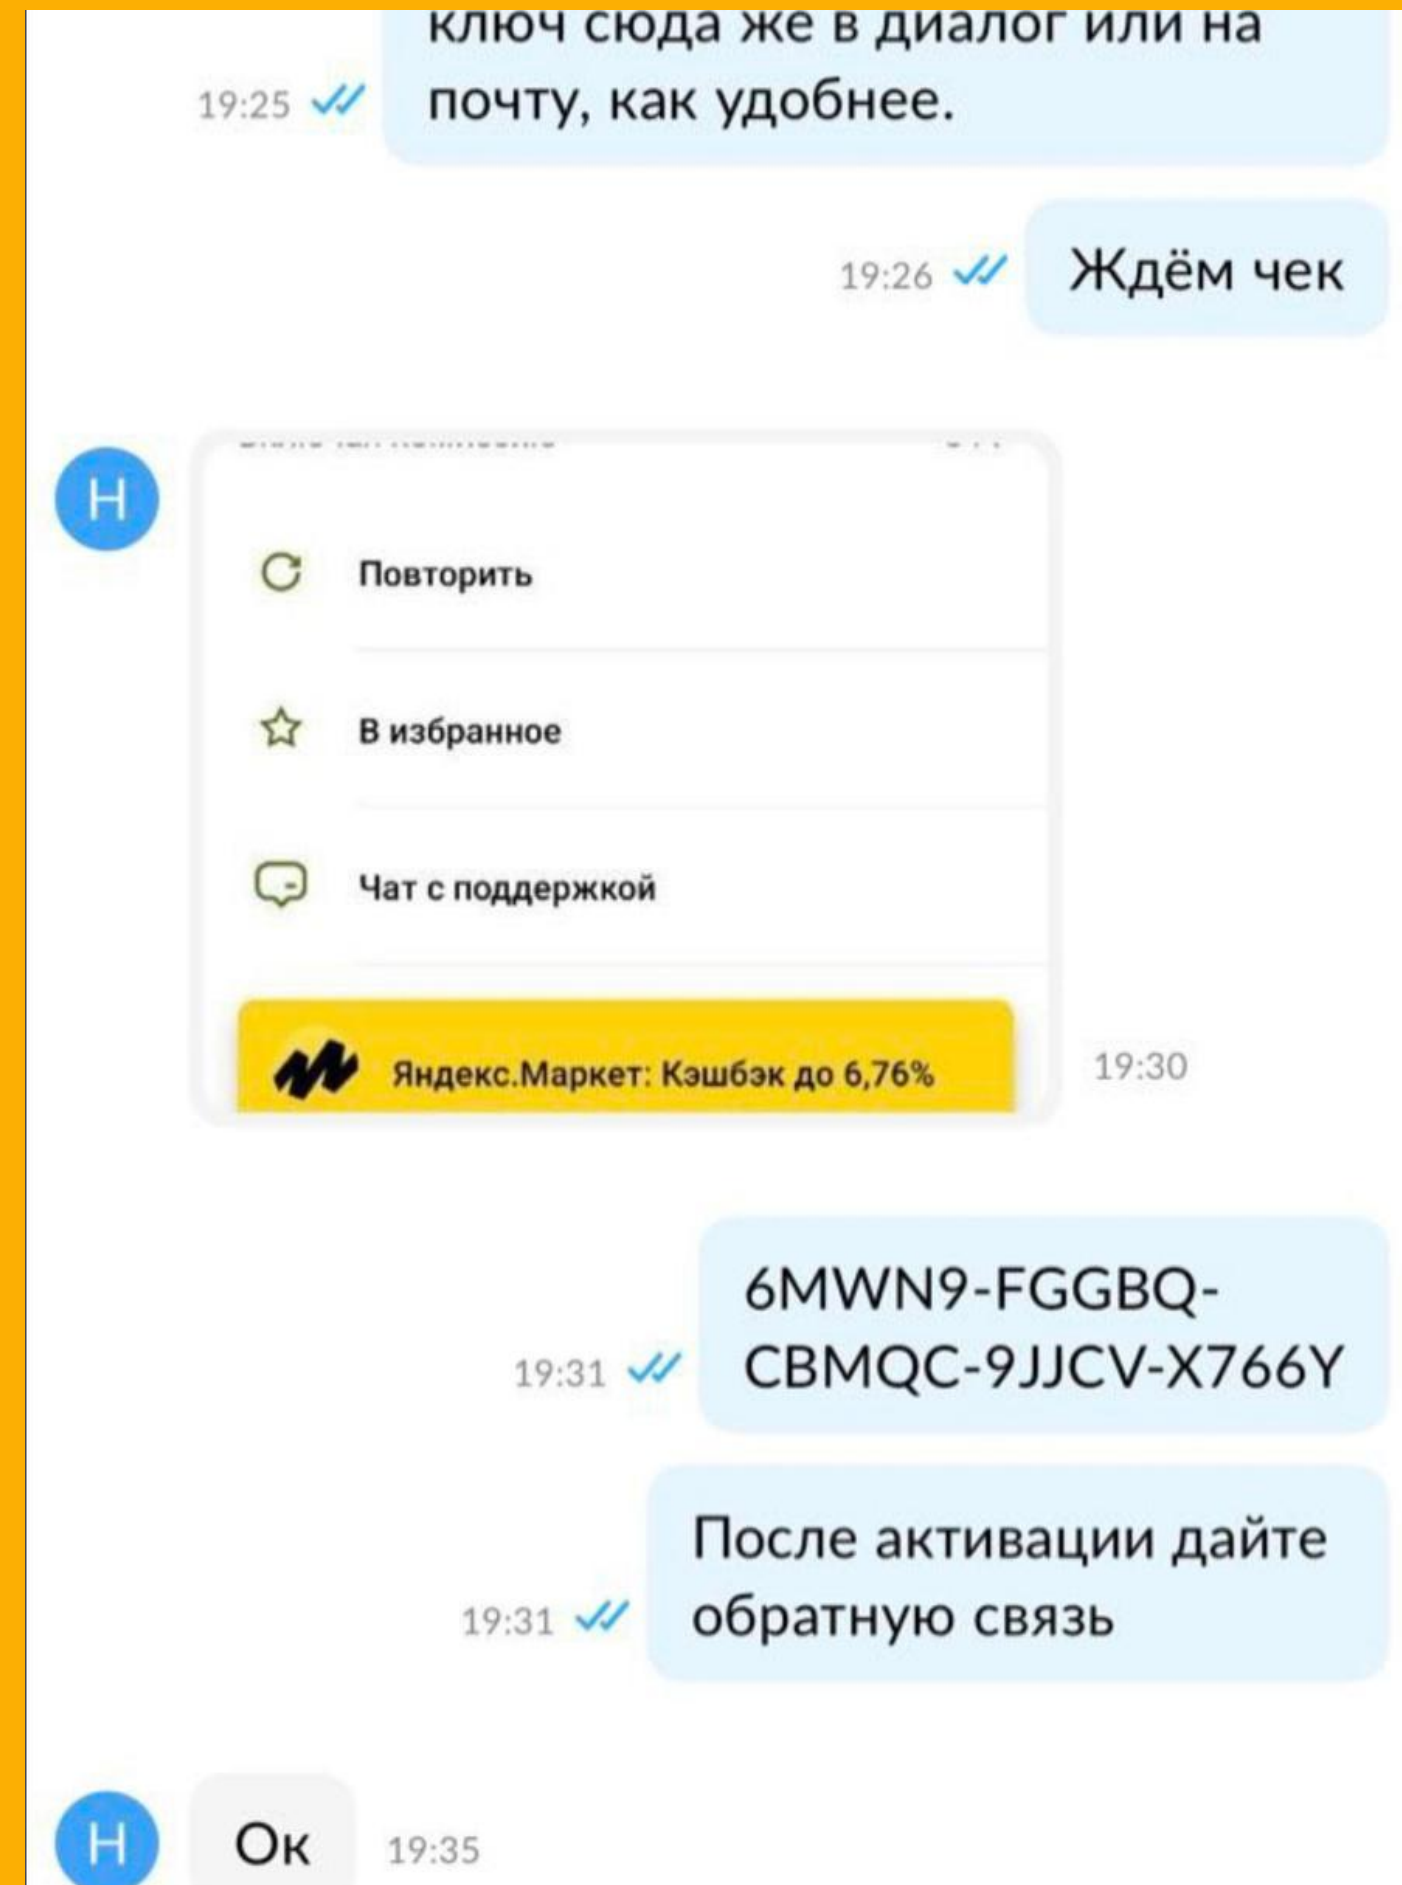 ключ сюда же в диалог или на
почту, как удобнее.
19:25
Ждём чек
19:26
Н
Повторить
В избранное
Чат с поддержкой
Яндекс.Маркет: Кэшбэк до 6,76%
19:30
6MWN9-FGGBQ-
CBMQC-9JJCV-X766Y
19:31
После активации дайте
обратную связь
19:31
Н
Ок
19:35